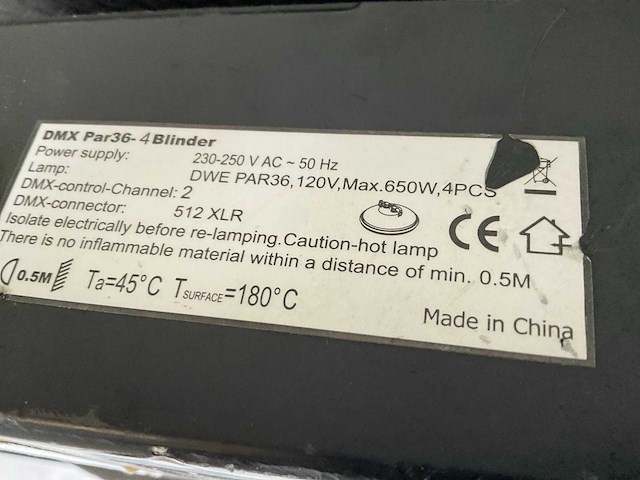 DMX Par36- 4 Blinder
Power supply: 230-250 V AC ~ 50 Hz
Lamp: DWE PAR36,120V,Max.650W,4PCS
DMX-control-Channel: 2
DMX-connector: 512 XLR
Isolate electrically before re-lamping.Caution-hot lamp
There is no inflammable material within a distance of min. 0.5M
CE
0.5M Ta=45°C TSURFACE=180°C
Made in China